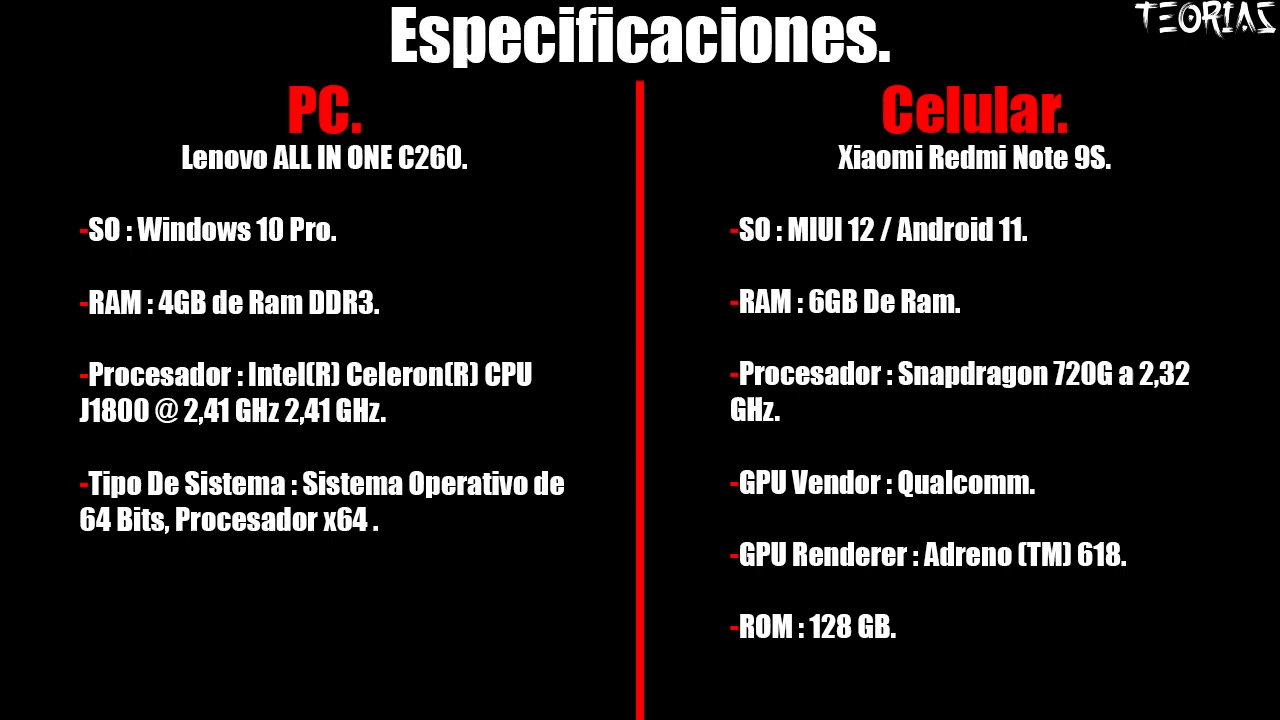 Especificaciones.
TEORIAS
PC.
Lenovo ALL IN ONE C260.
-SO : Windows 10 Pro.
-RAM : 4GB de Ram DDR3.
-Procesador : Intel(R) Celeron(R) CPU
J1800 @ 2,41 GHz 2,41 GHz.
-Tipo De Sistema : Sistema Operativo de
64 Bits, Procesador x64 .
Celular.
Xiaomi Redmi Note 9S.
-SO : MIUI 12 / Android 11.
-RAM : 6GB De Ram.
-Procesador : Snapdragon 720G a 2,32
GHz.
-GPU Vendor : Qualcomm.
-GPU Renderer : Adreno (TM) 618.
-ROM : 128 GB.